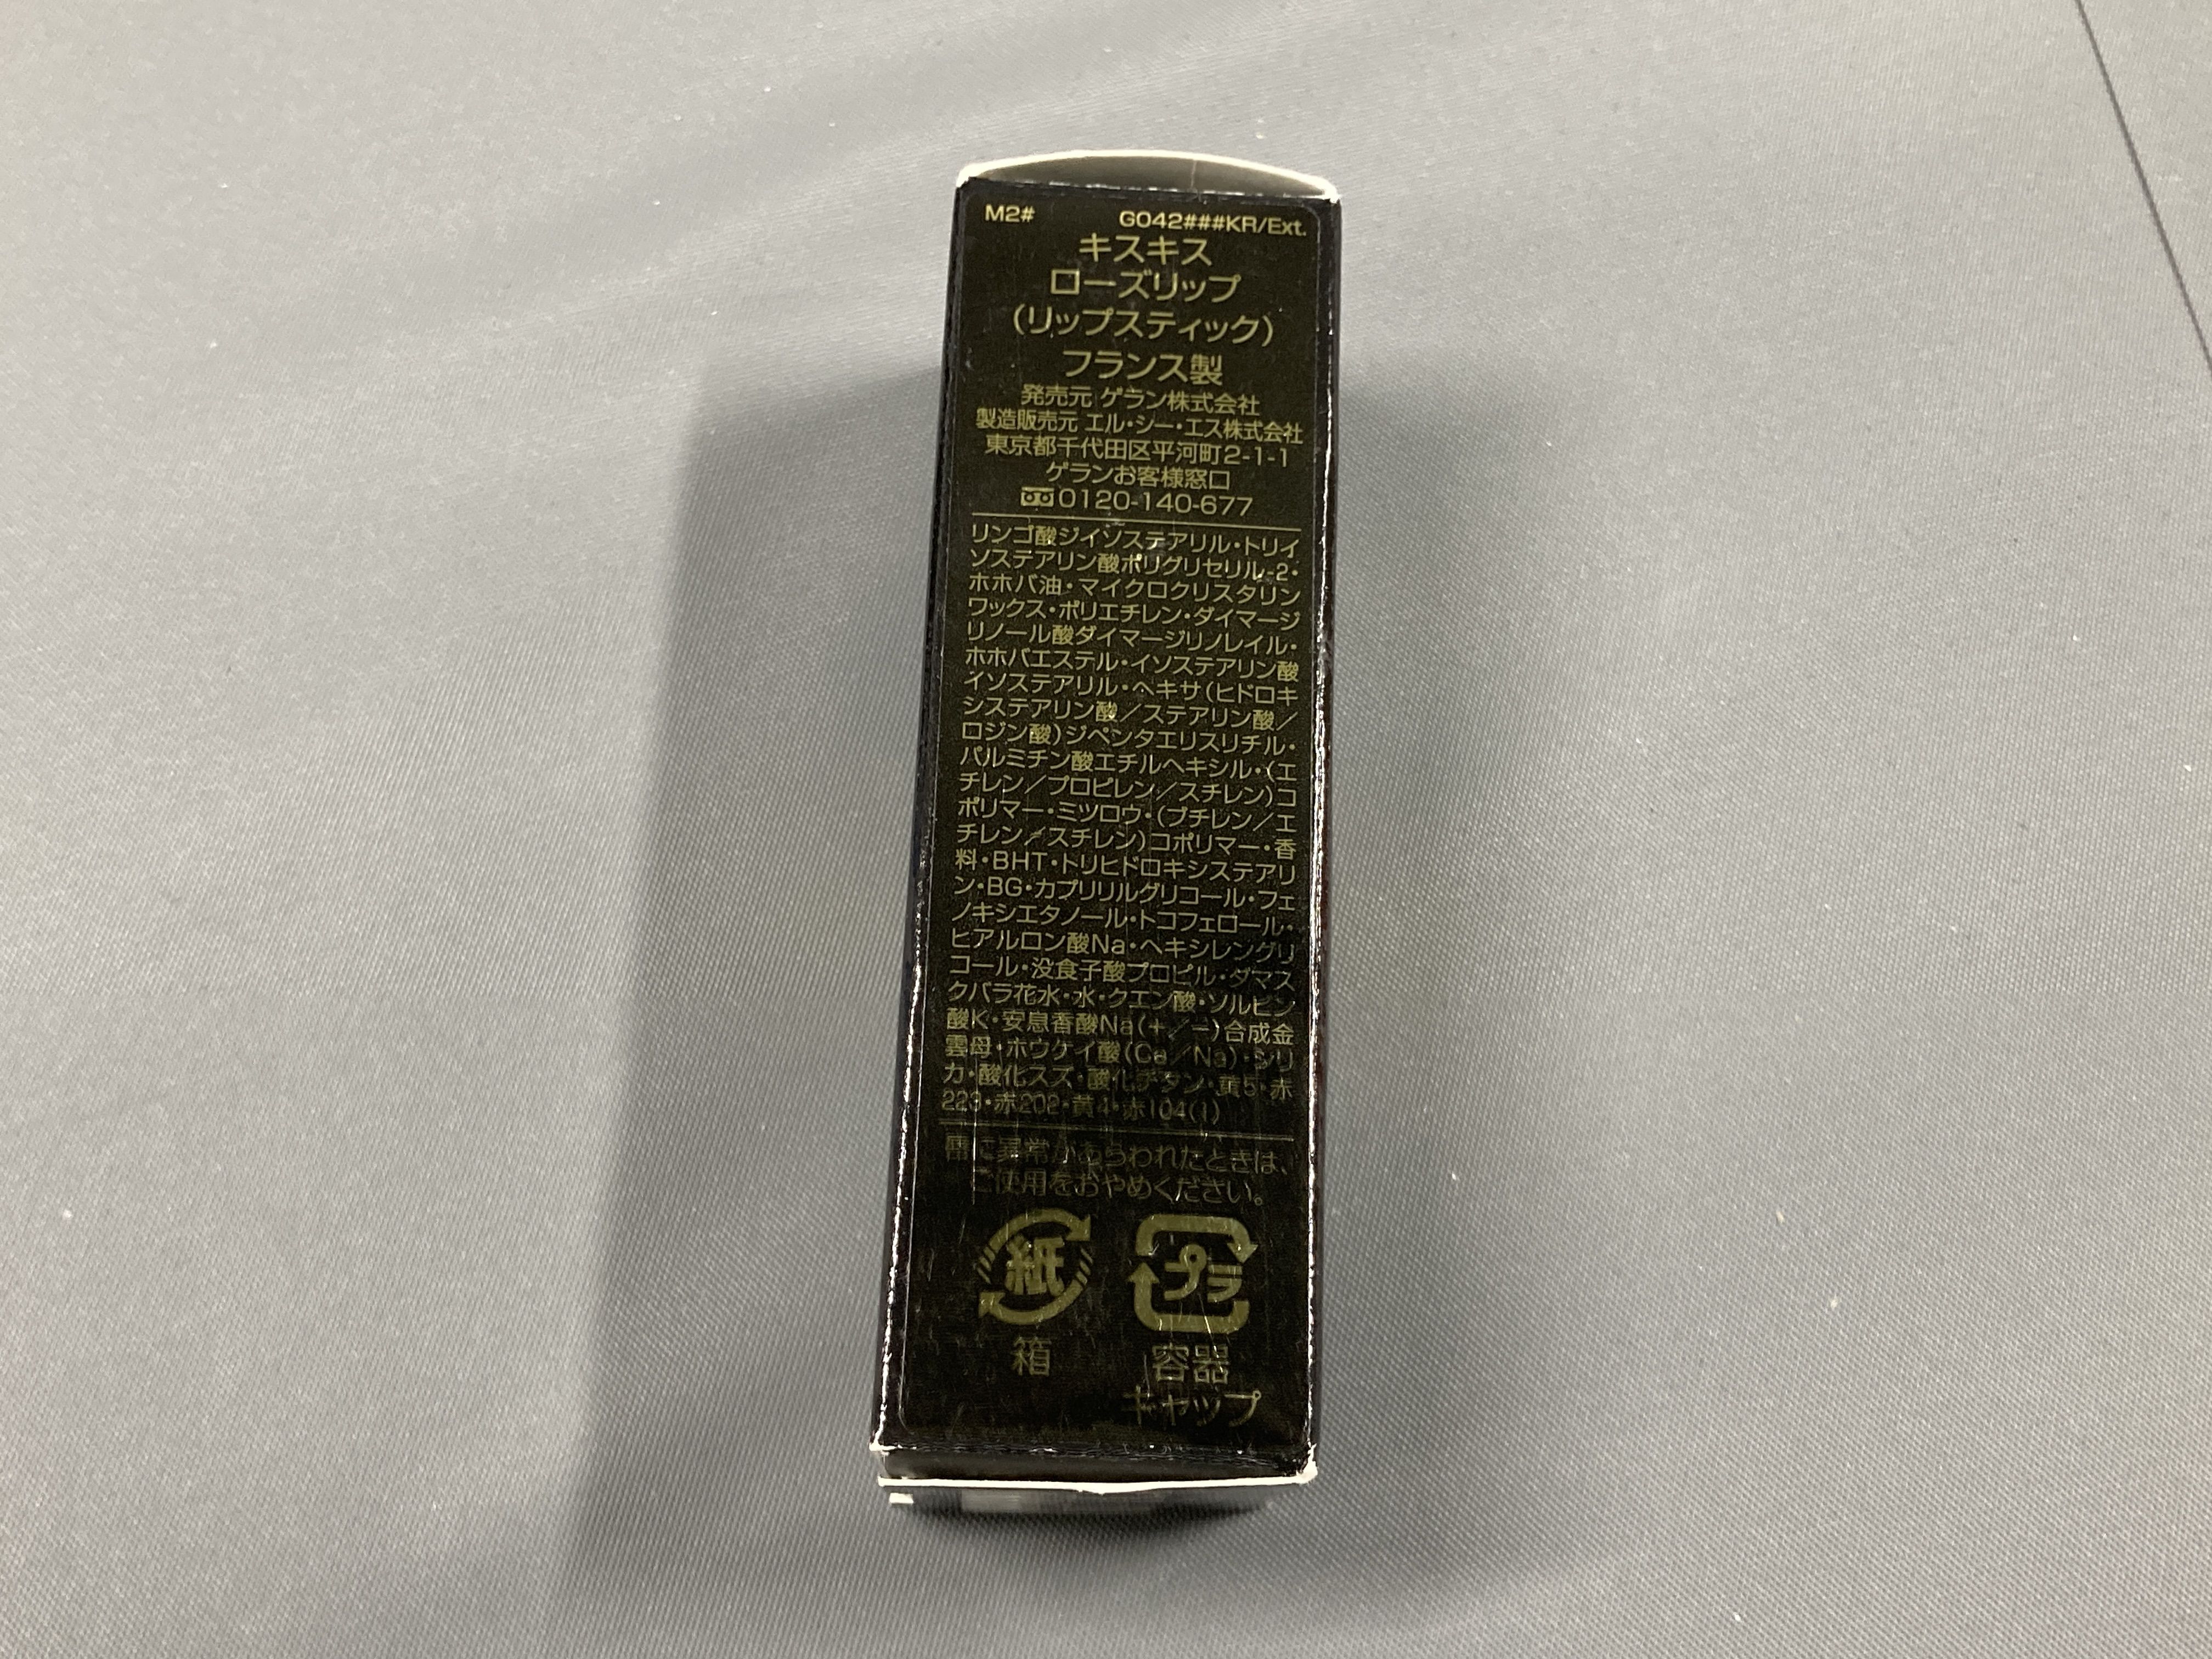 M2# G042###KR/Ext.
キスキス
ローズリップ
(リップスティック)
フランス製
発売元 ゲラン株式会社
製造販売元 エル・シー・エス株式会社
東京都千代田区平河町2-1-1
ゲランお客様窓口
0120-140-677
リンゴ酸ジイソステアリル・トリイ
ソステアリン酸ポリグリセリル-2・
ホホバ油・マイクロクリスタリン
ワックス・ポリエチレン・ダイマージ
リノール酸ダイマージリノレイル・
ホホバエステル・イソステアリン酸
イソステアリル・ヘキサ(ヒドロキ
システアリン酸/ステアリン酸/
ロジン酸)ジペンタエリスリチル・
パルミチン酸エチルヘキシル・(エ
チレン/プロピレン/スチレン)コ
ポリマー・ミツロウ・(ブチレン/エ
チレン/スチレン)コポリマー・香
料・BHT・トリヒドロキシステアリ
ン・BG・カプリリルグリコール・フェ
ノキシエタノール・トコフェロール・
ヒアルロン酸Na・ヘキシレングリ
コール・没食子酸プロピル・ダマス
クバラ花水・水・クエン酸・ソルビン
酸K・安息香酸Na(+/-)合成金
雲母・ホウケイ酸(Ca/Na)・シリ
カ・酸化スズ・酸化チタン・黄5・赤
223・赤202・黄4・赤104(1)
唇に異常があらわれたときは、
ご使用をおやめください。
紙 プラ
箱 容器
キャップ